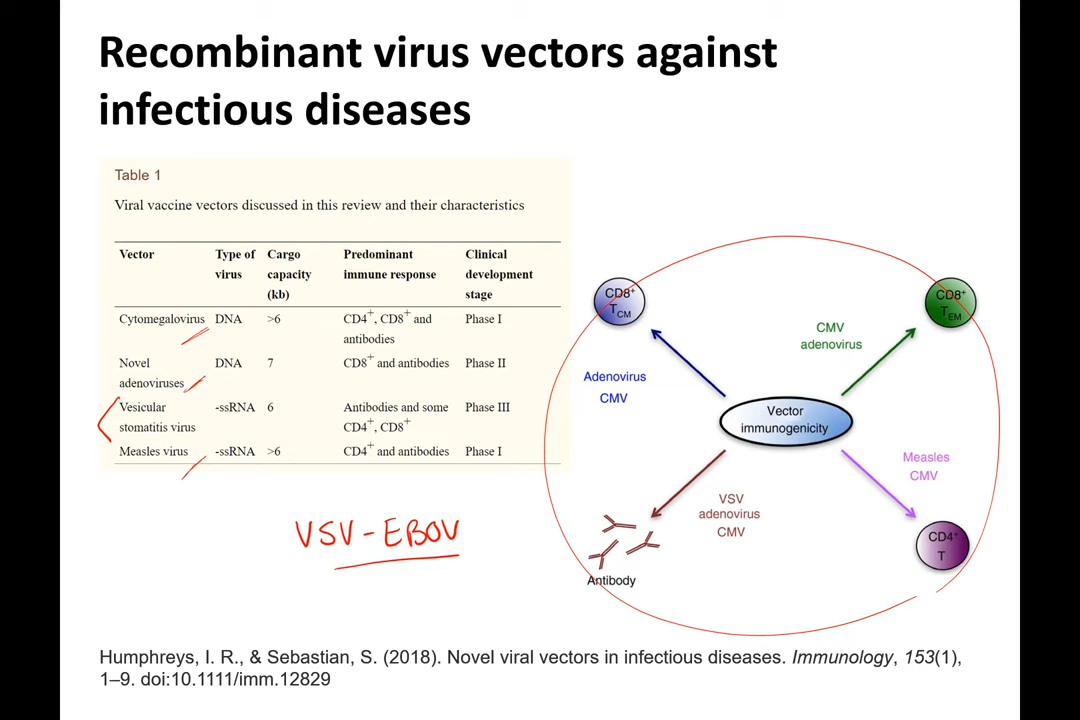 Recombinant virus vectors against
infectious diseases
Table 1
Viral vaccine vectors discussed in this review and their characteristics
Vector Type of virus Cargo capacity (kb) Predominant immune response Clinical development stage
Cytomegalovirus DNA >6 CD4⁺, CD8⁺ and antibodies Phase I
Novel adenoviruses DNA 7 CD8⁺ and antibodies Phase II
Vesicular stomatitis virus -ssRNA 6 Antibodies and some CD4⁺, CD8⁺ Phase III
Measles virus -ssRNA >6 CD4⁺ and antibodies Phase I
VSV-EBOV
CD8⁺
T_CM
CD8⁺
T_EM
CMV
adenovirus
Adenovirus
CMV
Vector
immunogenicity
Measles
CMV
VSV
adenovirus
CMV
CD4⁺
T
Antibody
Humphreys, I. R., & Sebastian, S. (2018). Novel viral vectors in infectious diseases. Immunology, 153(1),
1–9. doi:10.1111/imm.12829